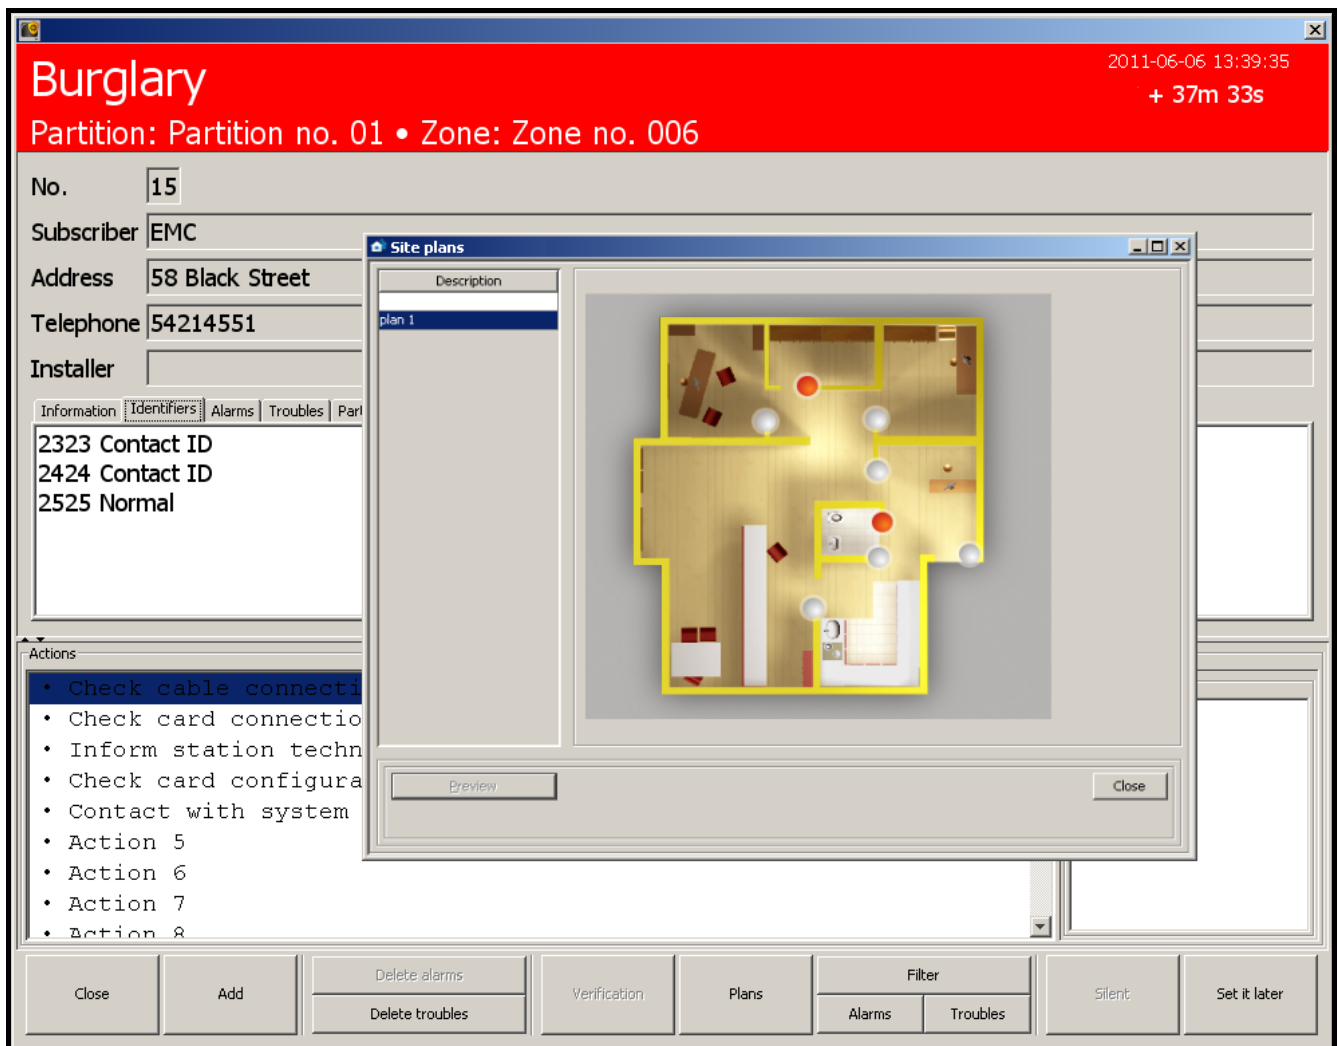 2011-06-06 13:39:35
Burglary
+ 37m 33s
Partition: Partition no. 01 • Zone: Zone no. 006
No. 15
Subscriber EMC
Site plans
Address 58 Black Street
Description
Telephone 54214551
plan 1
Installer
Information Identifiers Alarms Troubles Part
2323 Contact ID
2424 Contact ID
2525 Normal
Actions
• Check cable connecti
• Check card connectio
• Inform station techn
• Check card configura
Preview Close
• Contact with system
• Action 5
• Action 6
• Action 7
• Action 8
Close Add Delete alarms Verification Plans Filter Silent Set it later
Delete troubles Alarms Troubles